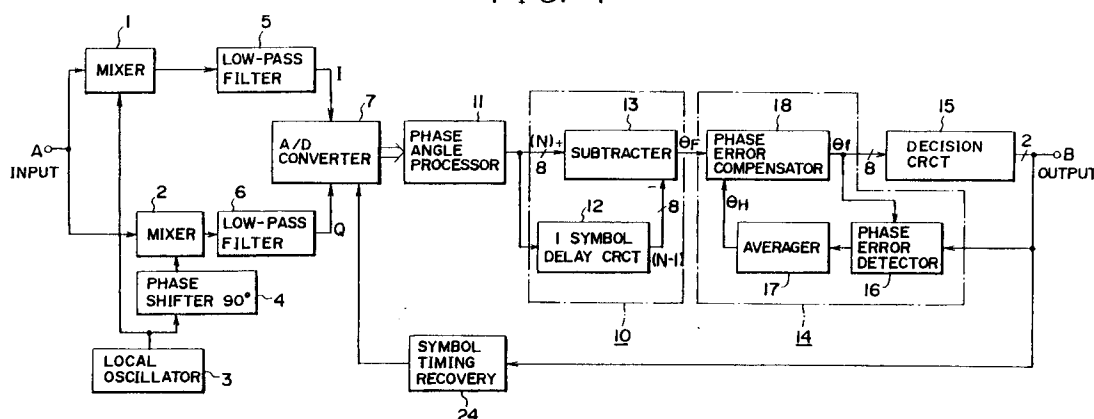 1
MIXER
5
LOW-PASS
FILTER
I
7
A/D
CONVERTER
11
PHASE
ANGLE
PROCESSOR
(N)
+
8
13
SUBTRACTER
θF
18
PHASE
ERROR
COMPENSATOR
θf
8
15
DECISION
CRCT
2
B
OUTPUT
A
INPUT
2
MIXER
6
LOW-PASS
FILTER
Q
12
1 SYMBOL
DELAY CRCT
−
8
(N-1)
θH
AVERAGER
17
PHASE
ERROR
DETECTOR
16
PHASE
SHIFTER 90°
4
10
14
LOCAL
OSCILLATOR
3
SYMBOL
TIMING
RECOVERY
24